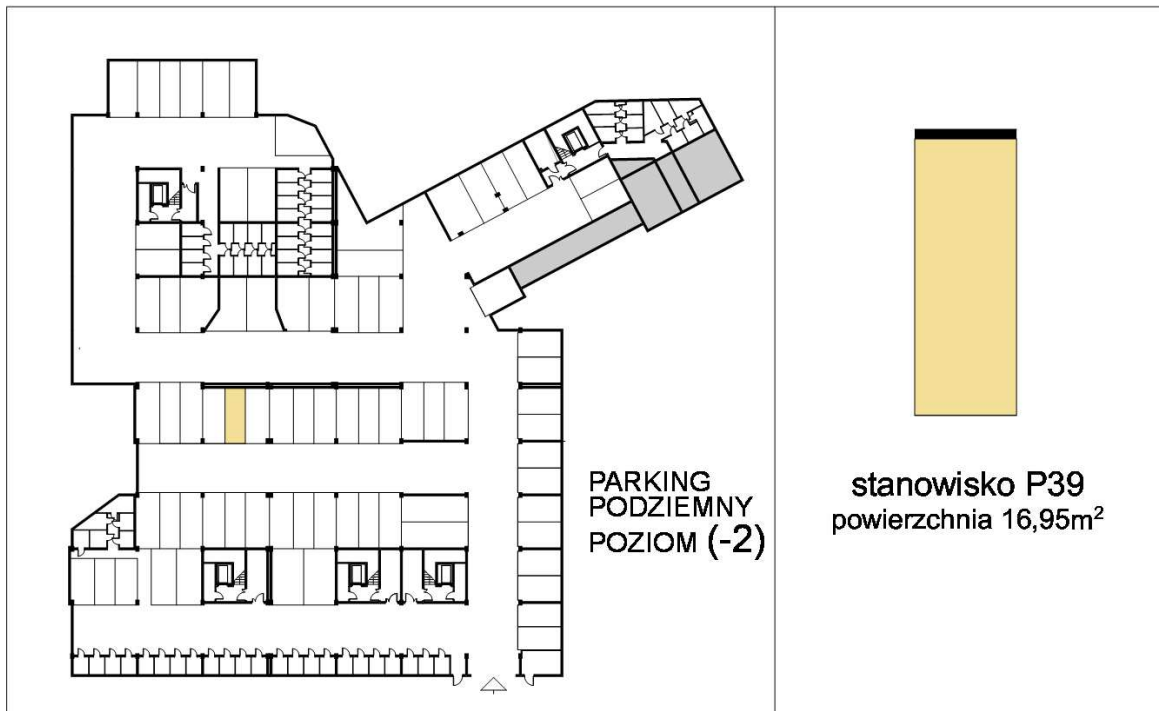 PARKING
PODZIEMNY
POZIOM (-2)
stanowisko P39
powierzchnia 16,95m²